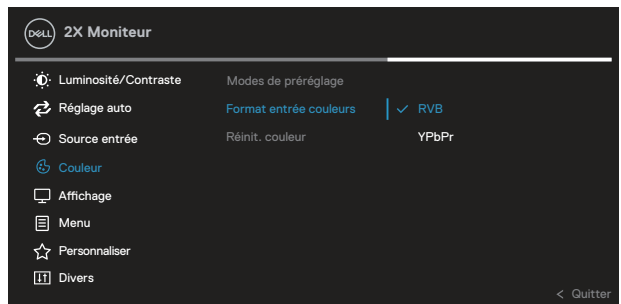 DELL 2X Moniteur
Luminosité/Contraste Modes de préréglage
Réglage auto Format entrée couleurs ✓ RVB
Source entrée Réinit. couleur YPbPr
Couleur
Affichage
Menu
Personnaliser
Divers
< Quitter